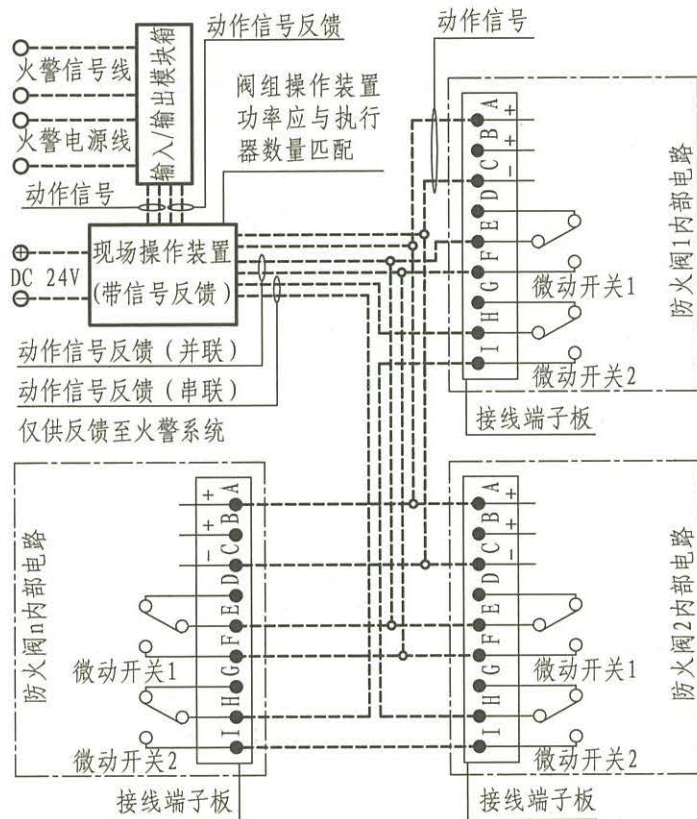 动作信号反馈
动作信号
火警信号线
火警电源线
输入/输出模块箱
阀组操作装置
功率应与执行
器数量匹配
动作信号
现场操作装置
(带信号反馈)
DC 24V
动作信号反馈(并联)
动作信号反馈(串联)
仅供反馈至火警系统
A
B
C
D
E
F
G
H
I
+
+
−
微动开关1
微动开关2
接线端子板
防火阀1内部电路
防火阀n内部电路
+
+
−
A
B
C
D
E
F
G
H
I
微动开关1
微动开关2
接线端子板
A
B
C
D
E
F
G
H
I
+
+
−
微动开关1
微动开关2
接线端子板
防火阀2内部电路